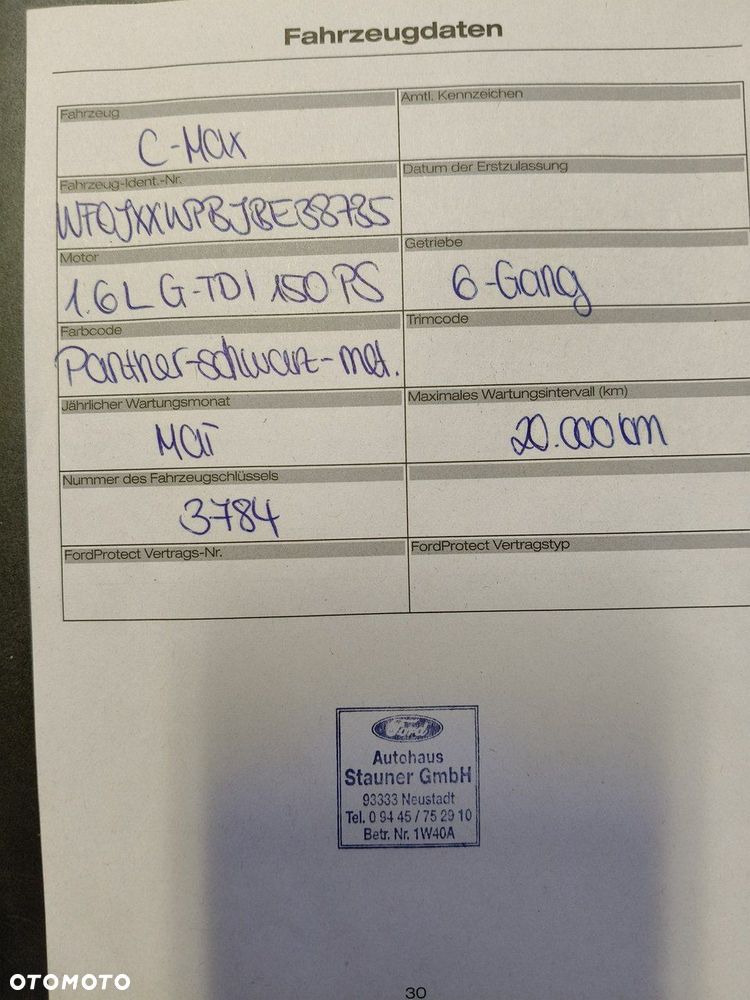 Fahrzeugdaten
Fahrzeug
Amtl. Kennzeichen
C-Max
Fahrzeug-Ident.-Nr.
Datum der Erstzulassung
WF0JXXWPBJBE38785
Motor
Getriebe
1.6L G-TDI 150PS
6-Gang
Farbcode
Trimcode
Panther-schwarz-met.
Jährlicher Wartungsmonat
Maximales Wartungsintervall (km)
Mai
20.000 km
Nummer des Fahrzeugschlüssels
3784
FordProtect Vertrags-Nr.
FordProtect Vertragstyp
Ford
Autohaus
Stauner GmbH
93333 Neustadt
Tel. 0 94 45 / 75 29 10
Betr. Nr. 1W40A
30
OTOMOTO